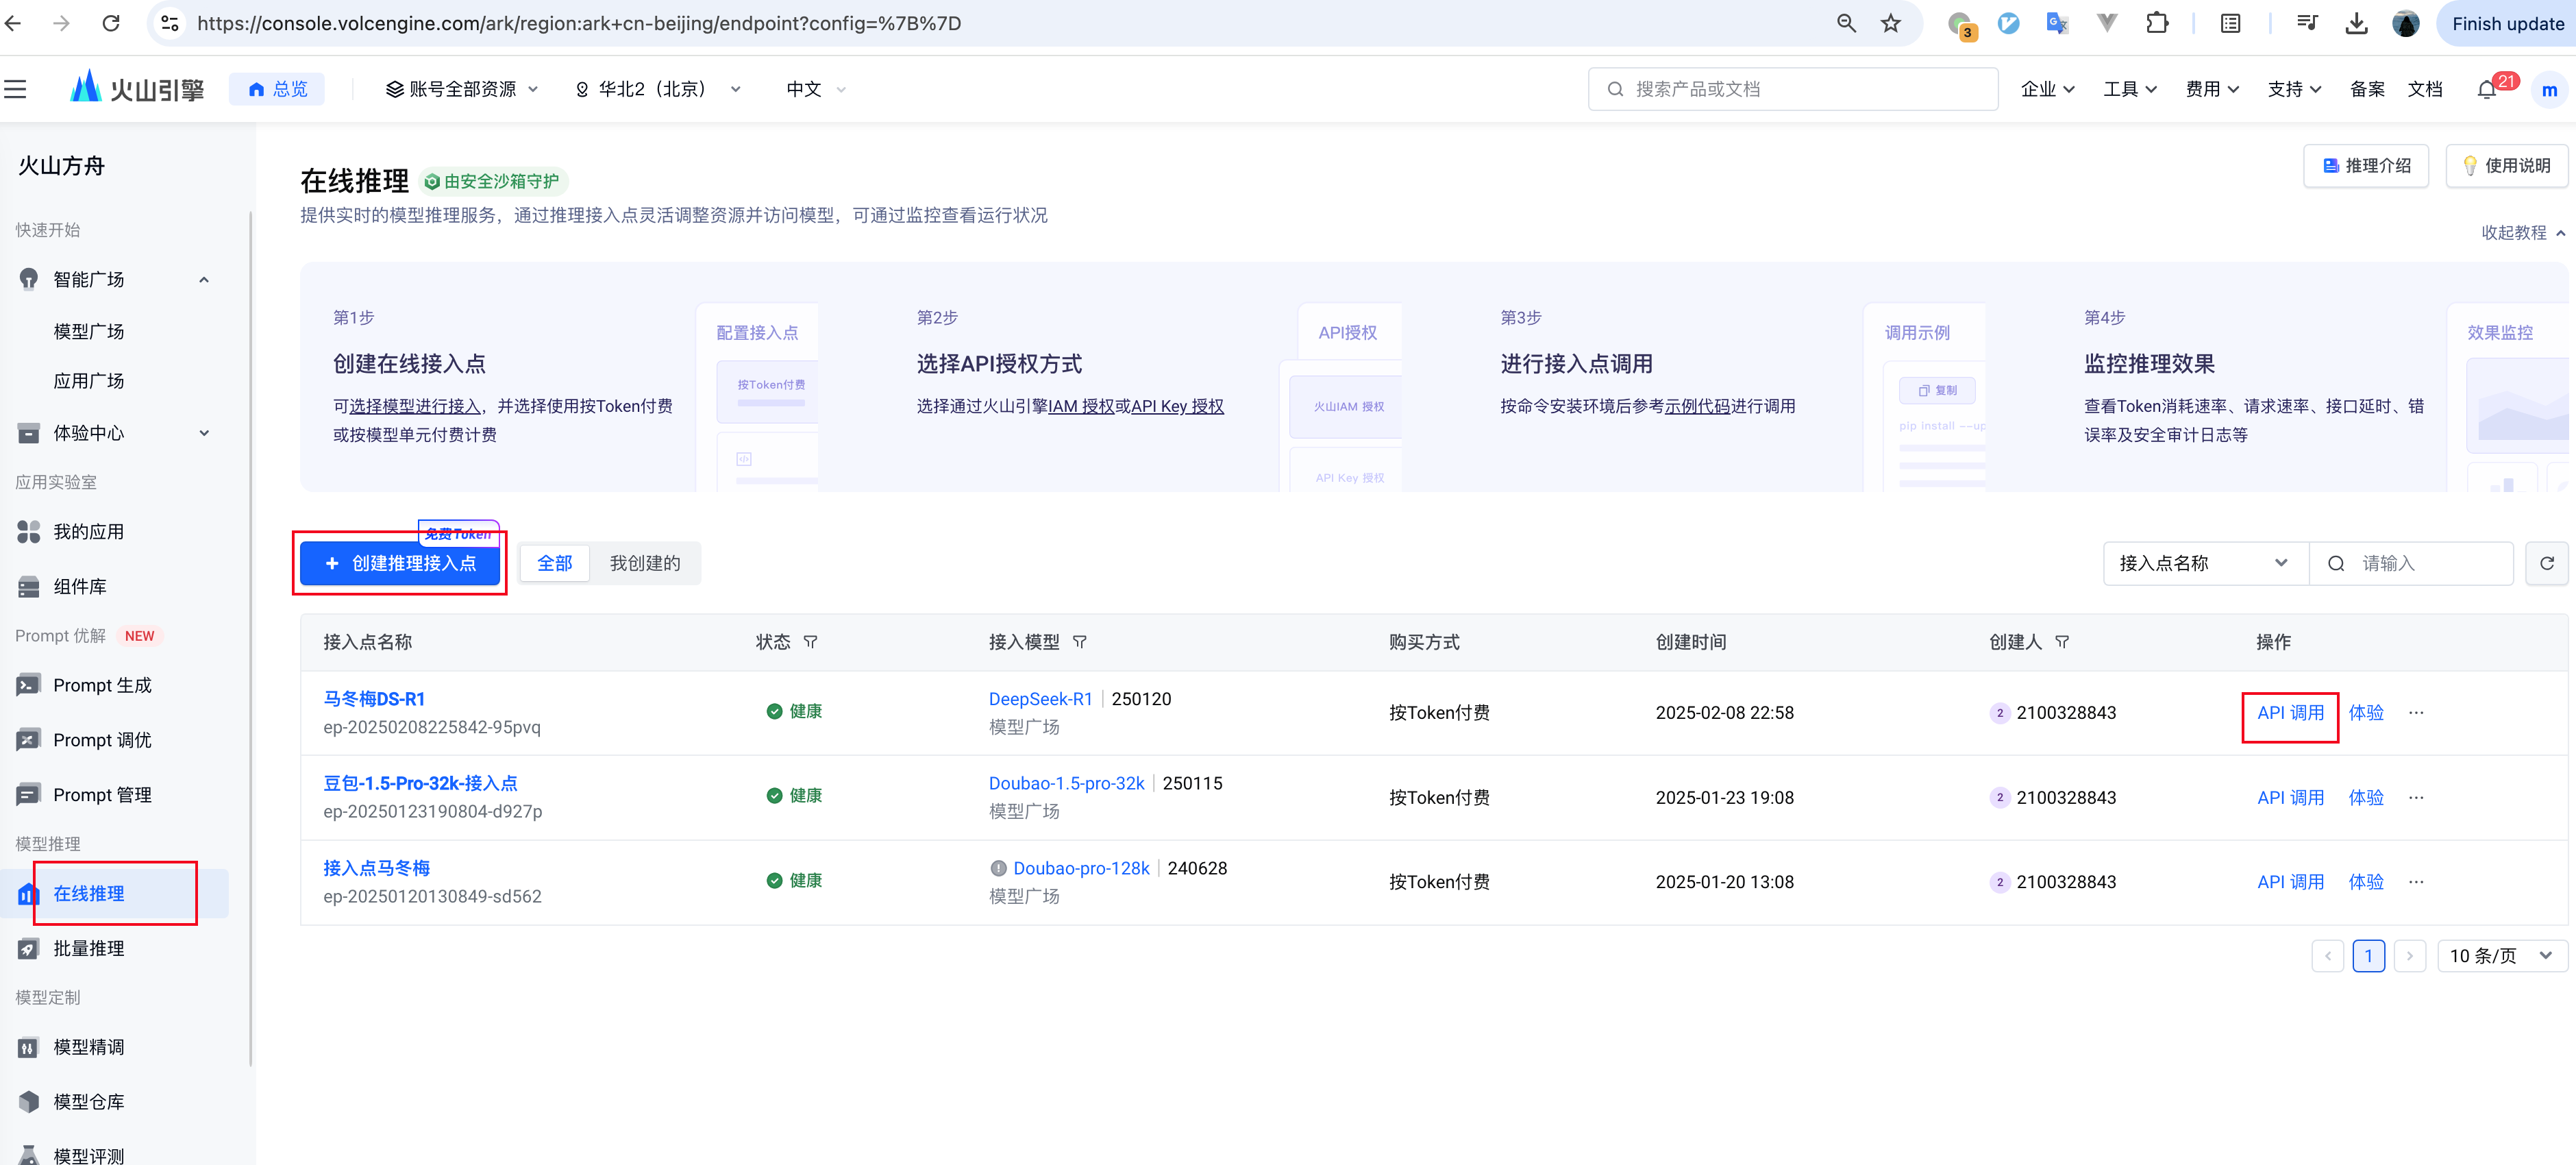 https://console.volcengine.com/ark/region:ark+cn-beijing/endpoint?config=%7B%7D
3
Finish update
火山引擎
总览
账号全部资源
华北2（北京）
中文
搜索产品或文档
企业
工具
费用
支持
备案
文档
21
m
火山方舟
快速开始
智能广场
模型广场
应用广场
体验中心
应用实验室
我的应用
组件库
Prompt 优解 NEW
Prompt 生成
Prompt 调优
Prompt 管理
模型推理
在线推理
批量推理
模型定制
模型精调
模型仓库
模型评测
在线推理 由安全沙箱守护
提供实时的模型推理服务，通过推理接入点灵活调整资源并访问模型，可通过监控查看运行状况
推理介绍
使用说明
收起教程
第1步
创建在线接入点
可选择模型进行接入，并选择使用按Token付费
或按模型单元付费计费
配置接入点
按Token付费
第2步
选择API授权方式
选择通过火山引擎IAM 授权或API Key 授权
API授权
火山IAM 授权
API Key 授权
第3步
进行接入点调用
按命令安装环境后参考示例代码进行调用
调用示例
复制
pip install --up
第4步
监控推理效果
查看Token消耗速率、请求速率、接口延时、错
误率及安全审计日志等
效果监控
免费Token
+ 创建推理接入点
全部
我创建的
接入点名称
请输入
接入点名称 状态 接入模型 购买方式 创建时间 创建人 操作
马冬梅DS-R1
ep-20250208225842-95pvq
健康
DeepSeek-R1 250120
模型广场
按Token付费
2025-02-08 22:58
2 2100328843
API 调用 体验 ···
豆包-1.5-Pro-32k-接入点
ep-20250123190804-d927p
健康
Doubao-1.5-pro-32k 250115
模型广场
按Token付费
2025-01-23 19:08
2 2100328843
API 调用 体验 ···
接入点马冬梅
ep-20250120130849-sd562
健康
Doubao-pro-128k 240628
模型广场
按Token付费
2025-01-20 13:08
2 2100328843
API 调用 体验 ···
1
10 条/页